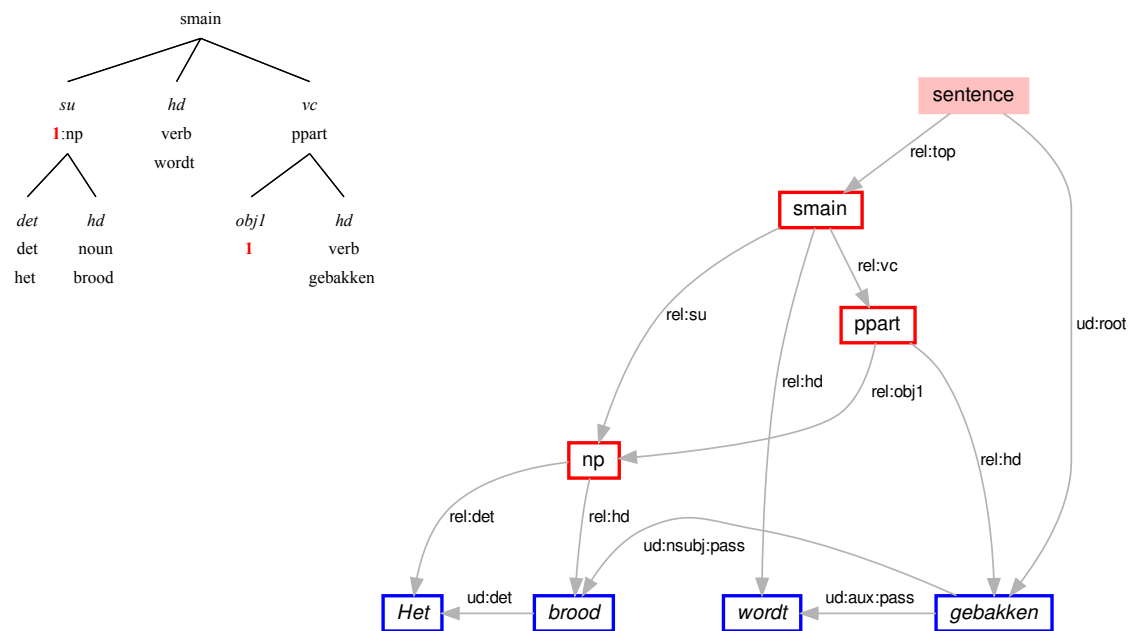 smain
su hd vc
1:np verb ppart
wordt
det hd obj1 hd
det noun 1 verb
het brood gebakken
sentence
rel:top
smain
rel:vc
rel:su
ppart
ud:root
rel:hd
rel:obj1
np
rel:hd
rel:det
rel:hd
ud:nsubj:pass
ud:det
ud:aux:pass
Het
brood
wordt
gebakken